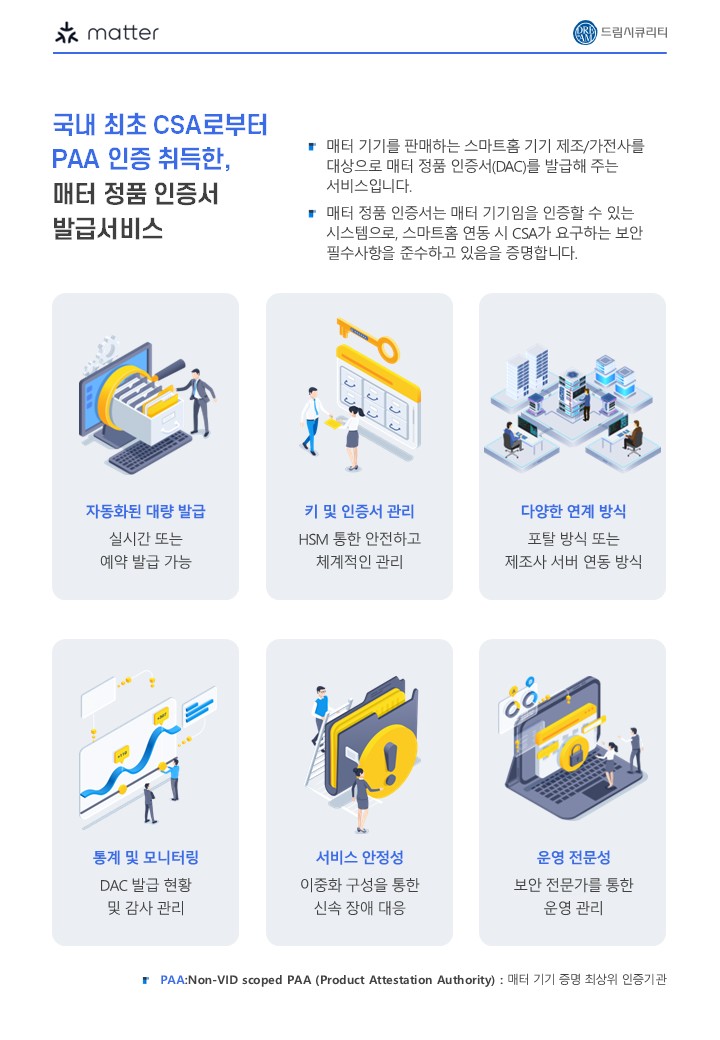 matter
DREAM
드림시큐리티
국내 최초 CSA로부터
PAA 인증 취득한,
매터 정품 인증서
발급서비스
매터 기기를 판매하는 스마트홈 기기 제조/가전사를
대상으로 매터 정품 인증서(DAC)를 발급해 주는
서비스입니다.
매터 정품 인증서는 매터 기기임을 인증할 수 있는
시스템으로, 스마트홈 연동 시 CSA가 요구하는 보안
필수사항을 준수하고 있음을 증명합니다.
자동화된 대량 발급
실시간 또는
예약 발급 가능
키 및 인증서 관리
HSM 통한 안전하고
체계적인 관리
다양한 연계 방식
포탈 방식 또는
제조사 서버 연동 방식
통계 및 모니터링
DAC 발급 현황
및 감사 관리
서비스 안정성
이중화 구성을 통한
신속 장애 대응
운영 전문성
보안 전문가를 통한
운영 관리
PAA:Non-VID scoped PAA (Product Attestation Authority) : 매터 기기 증명 최상위 인증기관